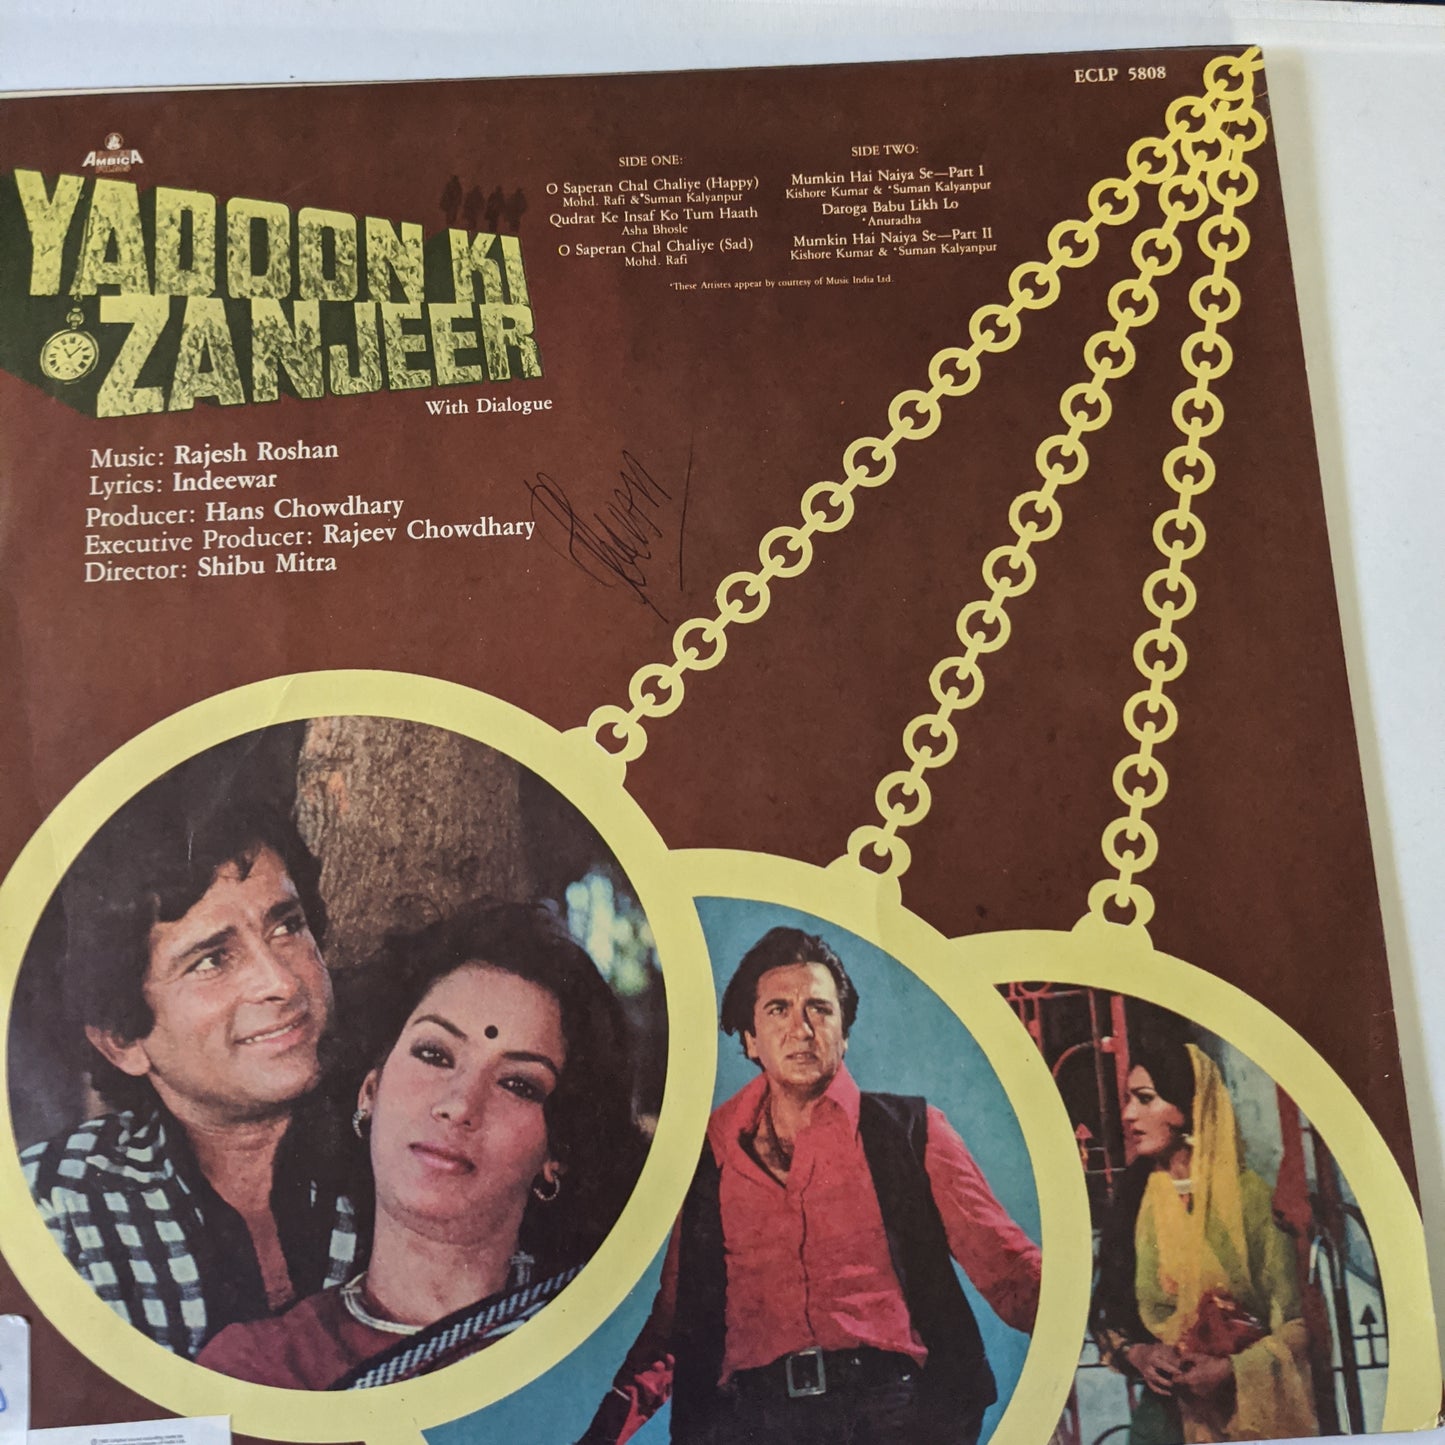 ECLP 5808
AMBICA
YADOON KI
ZANJEER
With Dialogue
SIDE ONE:
O Saperan Chal Chaliye (Happy)
Mohd. Rafi & *Suman Kalyanpur
Qudrat Ke Insaf Ko Tum Haath
Asha Bhosle
O Saperan Chal Chaliye (Sad)
Mohd. Rafi
SIDE TWO:
Mumkin Hai Naiya Se—Part I
Kishore Kumar & *Suman Kalyanpur
Daroga Babu Likh Lo
*Anuradha
Mumkin Hai Naiya Se—Part II
Kishore Kumar & *Suman Kalyanpur
*These Artistes appear by courtesy of Music India Ltd.
Music: Rajesh Roshan
Lyrics: Indeewar
Producer: Hans Chowdhary
Executive Producer: Rajeev Chowdhary
Director: Shibu Mitra